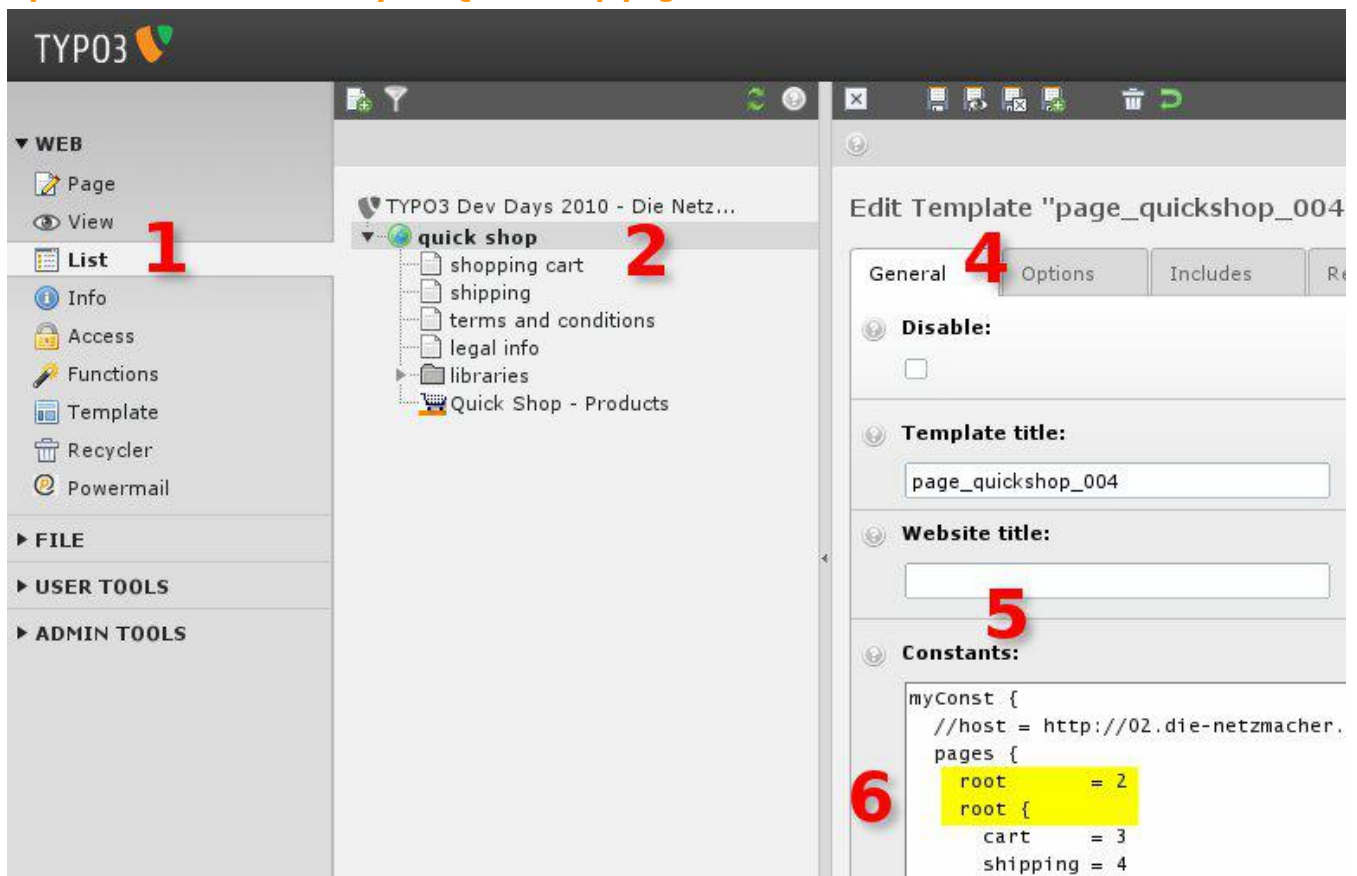 TYPO3
WEB
Page
View
List
Info
Access
Functions
Template
Recycler
Powermail
FILE
USER TOOLS
ADMIN TOOLS
1
TYPO3 Dev Days 2010 - Die Netz...
quick shop
shopping cart
shipping
terms and conditions
legal info
libraries
Quick Shop - Products
2
Edit Template "page_quickshop_004
General
4
Options
Includes
Disable:
Template title:
page_quickshop_004
Website title:
5
Constants:
myConst {
//host = http://02.die-netzmacher.
pages {
6
root = 2
root {
cart = 3
shipping = 4